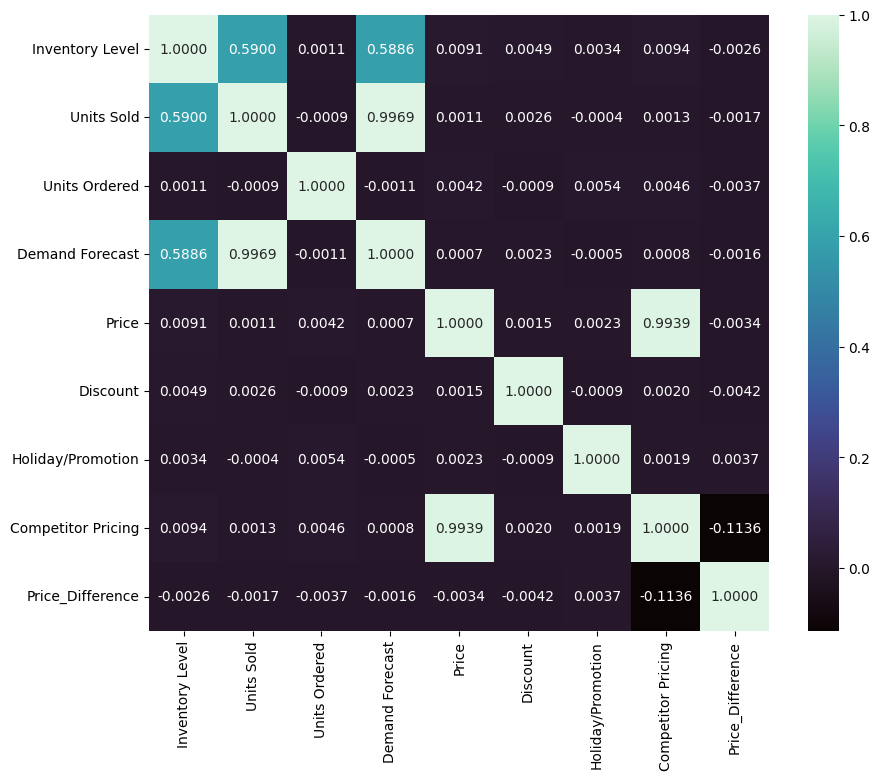 Inventory Level 1.0000 0.5900 0.0011 0.5886 0.0091 0.0049 0.0034 0.0094 -0.0026
Units Sold 0.5900 1.0000 -0.0009 0.9969 0.0011 0.0026 -0.0004 0.0013 -0.0017
Units Ordered 0.0011 -0.0009 1.0000 -0.0011 0.0042 -0.0009 0.0054 0.0046 -0.0037
Demand Forecast 0.5886 0.9969 -0.0011 1.0000 0.0007 0.0023 -0.0005 0.0008 -0.0016
Price 0.0091 0.0011 0.0042 0.0007 1.0000 0.0015 0.0023 0.9939 -0.0034
Discount 0.0049 0.0026 -0.0009 0.0023 0.0015 1.0000 -0.0009 0.0020 -0.0042
Holiday/Promotion 0.0034 -0.0004 0.0054 -0.0005 0.0023 -0.0009 1.0000 0.0019 0.0037
Competitor Pricing 0.0094 0.0013 0.0046 0.0008 0.9939 0.0020 0.0019 1.0000 -0.1136
Price_Difference -0.0026 -0.0017 -0.0037 -0.0016 -0.0034 -0.0042 0.0037 -0.1136 1.0000
Inventory Level
Units Sold
Units Ordered
Demand Forecast
Price
Discount
Holiday/Promotion
Competitor Pricing
Price_Difference
1.0
0.8
0.6
0.4
0.2
0.0